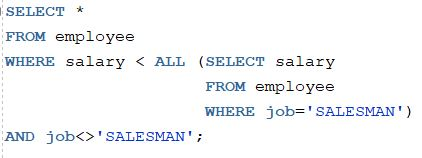 SELECT *
FROM employee
WHERE salary < ALL (SELECT salary
FROM employee
WHERE job='SALESMAN')
AND job<>'SALESMAN';